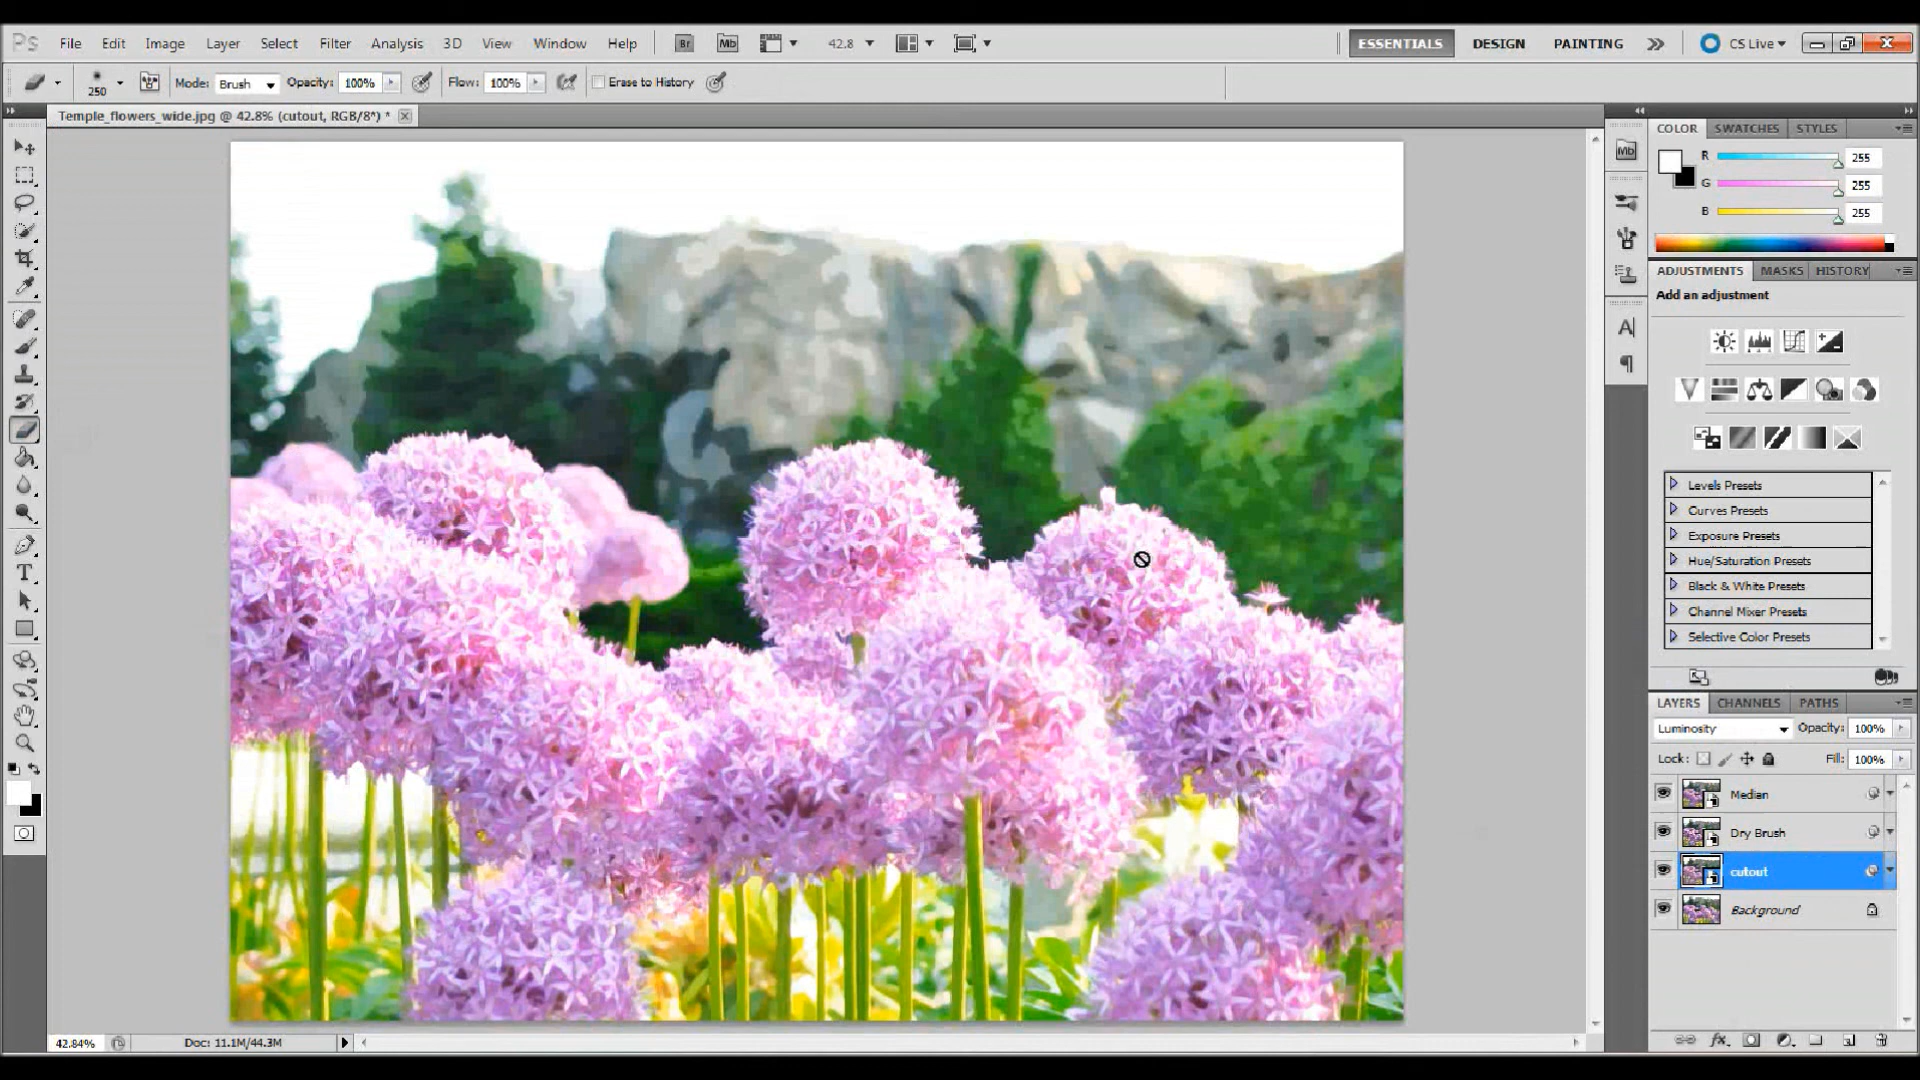 Ps File Edit Image Layer Select Filter Analysis 3D View Window Help Br Mb 42.8 ESSENTIALS DESIGN PAINTING CS Live
250 Mode: Brush Opacity: 100% Flow: 100% Erase to History
Temple_flowers_wide.jpg @ 42.8% (cutout, RGB/8*) *
COLOR SWATCHES STYLES
Mb
R 255
G 255
B 255
ADJUSTMENTS MASKS HISTORY
Add an adjustment
A
T
Levels Presets
Curves Presets
Exposure Presets
Hue/Saturation Presets
Black & White Presets
Channel Mixer Presets
Selective Color Presets
LAYERS CHANNELS PATHS
Luminosity Opacity: 100%
Lock: Fill: 100%
Median
Dry Brush
cutout
Background
fx
42.84% Doc: 11.1M/44.3M